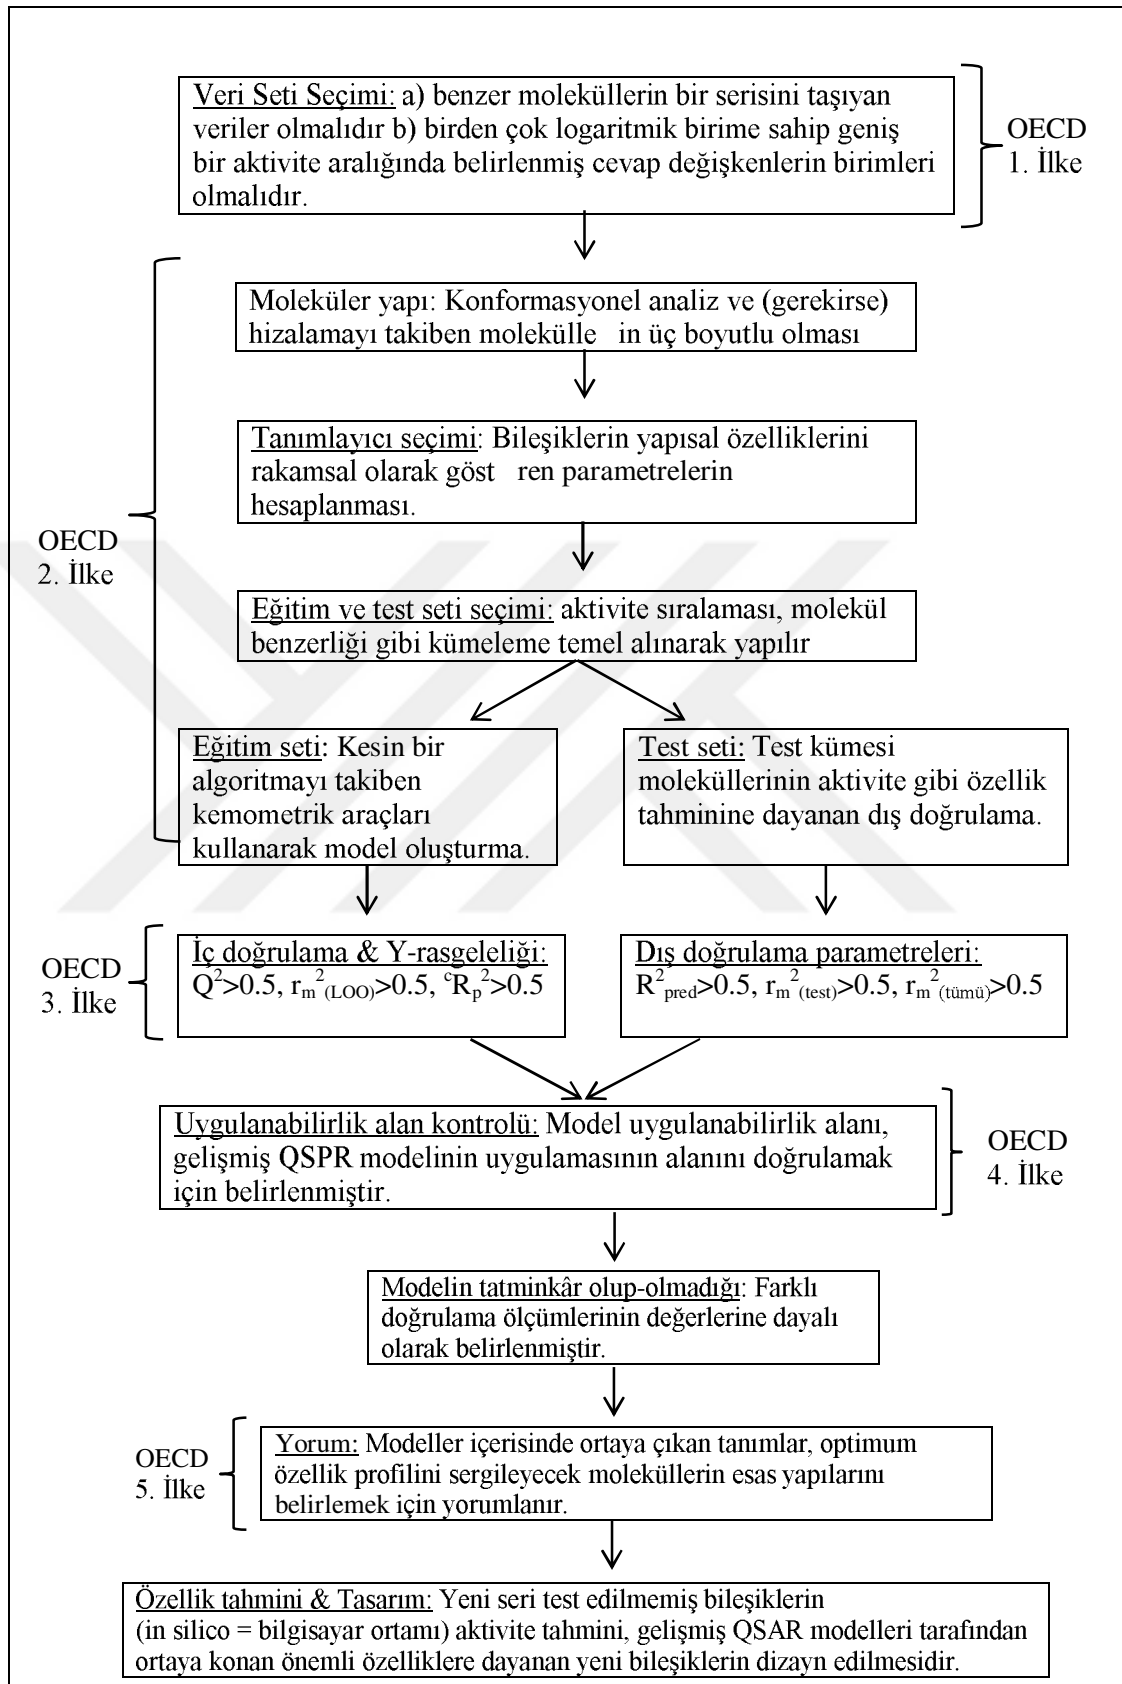 Veri Seti Seçimi: a) benzer moleküllerin bir serisini taşıyan
veriler olmalıdır b) birden çok logaritmik birime sahip geniş
bir aktivite aralığında belirlenmiş cevap değişkenlerin birimleri
olmalıdır.
OECD
1. İlke
Moleküler yapı: Konformasyonel analiz ve (gerekirse)
hizalamayı takiben molekülle in üç boyutlu olması
Tanımlayıcı seçimi: Bileşiklerin yapısal özelliklerini
rakamsal olarak göst ren parametrelerin
hesaplanması.
OECD
2. İlke
Eğitim ve test seti seçimi: aktivite sıralaması, molekül
benzerliği gibi kümeleme temel alınarak yapılır
Eğitim seti: Kesin bir
algoritmayı takiben
kemometrik araçları
kullanarak model oluşturma.
Test seti: Test kümesi
moleküllerinin aktivite gibi özellik
tahminine dayanan dış doğrulama.
OECD
3. İlke
İç doğrulama & Y-rasgeleliği:
Q²>0.5, rₘ²(LOO)>0.5, ᶜRₚ²>0.5
Dış doğrulama parametreleri:
R²pred>0.5, rₘ²(test)>0.5, rₘ²(tümü)>0.5
Uygulanabilirlik alan kontrolü: Model uygulanabilirlik alanı,
gelişmiş QSPR modelinin uygulamasının alanını doğrulamak
için belirlenmiştir.
OECD
4. İlke
Modelin tatminkâr olup-olmadığı: Farklı
doğrulama ölçümlerinin değerlerine dayalı
olarak belirlenmiştir.
OECD
5. İlke
Yorum: Modeller içerisinde ortaya çıkan tanımlar, optimum
özellik profilini sergileyecek moleküllerin esas yapılarını
belirlemek için yorumlanır.
Özellik tahmini & Tasarım: Yeni seri test edilmemiş bileşiklerin
(in silico = bilgisayar ortamı) aktivite tahmini, gelişmiş QSAR modelleri tarafından
ortaya konan önemli özelliklere dayanan yeni bileşiklerin dizayn edilmesidir.